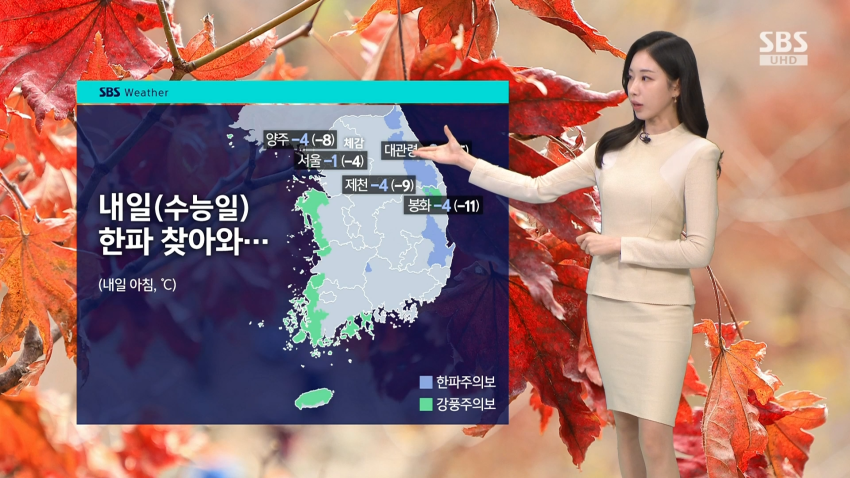 SBS Weather
SBS
UHD
양주 -4 (-8) 체감
서울 -1 (-4)
대관령
제천 -4 (-9)
봉화 -4 (-11)
내일(수능일)
한파 찾아와…
(내일 아침, ℃)
한파주의보
강풍주의보